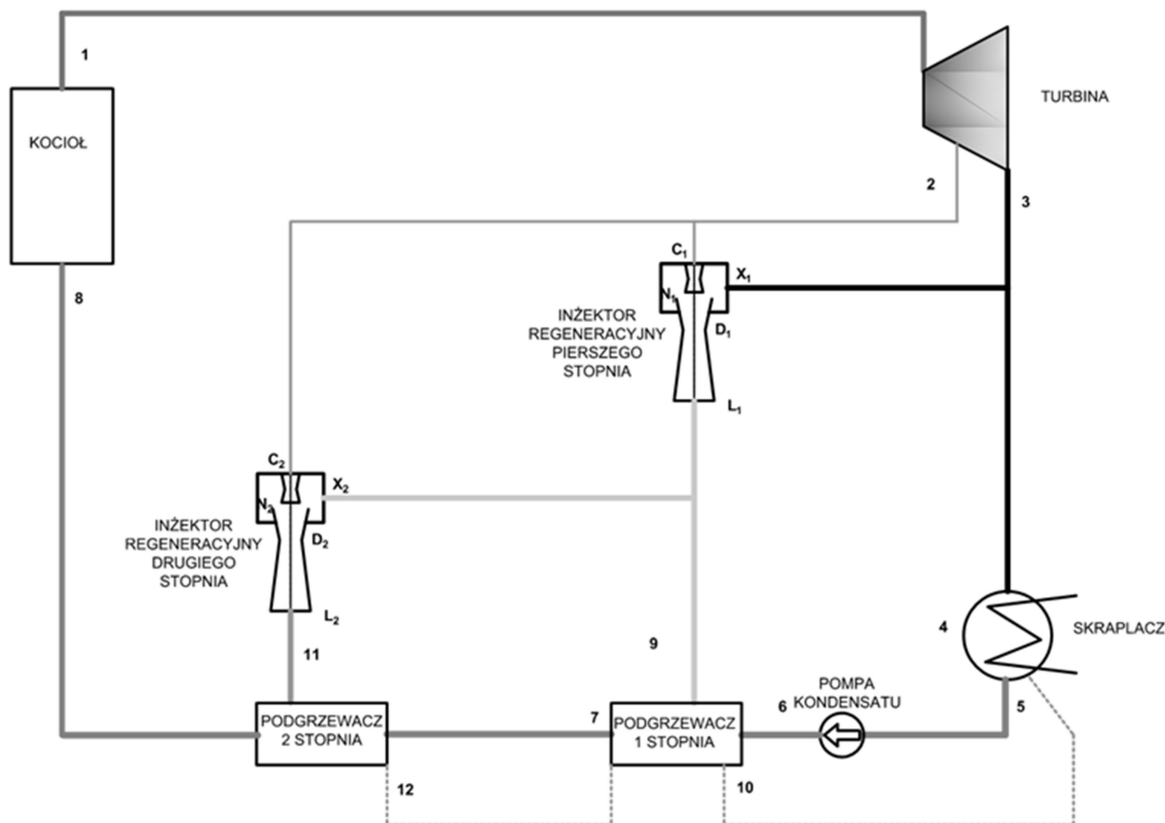 1
KOCIOŁ
TURBINA
2
3
C₁
X₁
N₁
8
INŻEKTOR
REGENERACYJNY
PIERSZEGO
STOPNIA
D₁
L₁
C₂
X₂
N₂
INŻEKTOR
REGENERACYJNY
DRUGIEGO
STOPNIA
D₂
L₂
4
SKRAPLACZ
11
9
POMPA
KONDENSATU
6
5
PODGRZEWACZ
2 STOPNIA
7
PODGRZEWACZ
1 STOPNIA
12
10